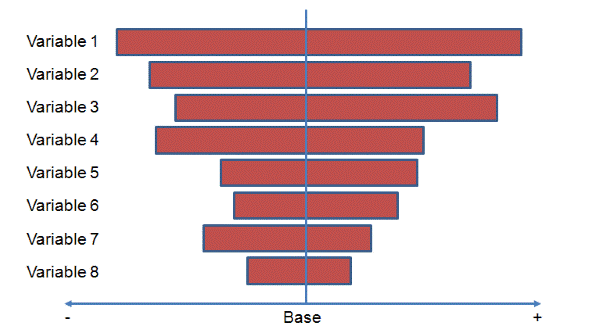 Variable 1
Variable 2
Variable 3
Variable 4
Variable 5
Variable 6
Variable 7
Variable 8
- Base +